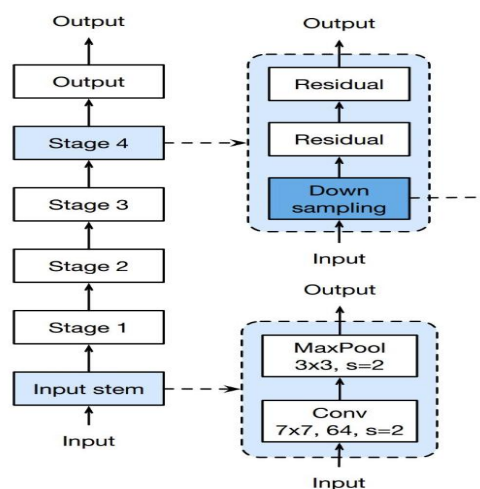 Output
Output
Stage 4
Stage 3
Stage 2
Stage 1
Input stem
Input
Output
Residual
Residual
Down
sampling
Input
Output
MaxPool
3x3, s=2
Conv
7x7, 64, s=2
Input